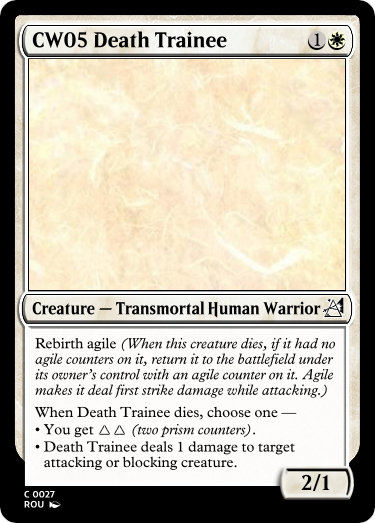 CW05 Death Trainee 1
Creature — Transmortal Human Warrior
Rebirth agile (When this creature dies, if it had no
agile counters on it, return it to the battlefield under
its owner's control with an agile counter on it. Agile
makes it deal first strike damage while attacking.)
When Death Trainee dies, choose one —
• You get △△ (two prism counters).
• Death Trainee deals 1 damage to target
attacking or blocking creature.
2/1
C 0027
ROU